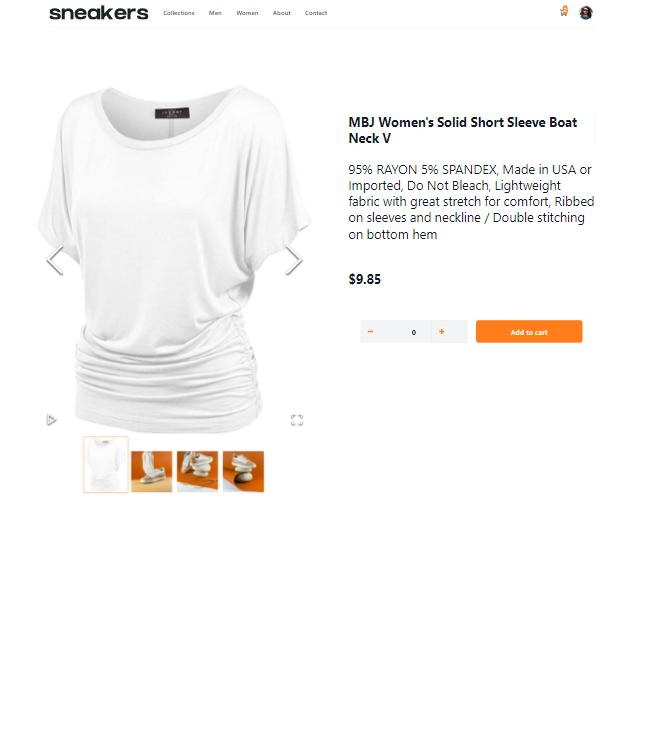 sneakers
Collections Men Women About Contact
MBJ Women's Solid Short Sleeve Boat
Neck V
95% RAYON 5% SPANDEX, Made in USA or
Imported, Do Not Bleach, Lightweight
fabric with great stretch for comfort, Ribbed
on sleeves and neckline / Double stitching
on bottom hem
$9.85
− 0 + Add to cart